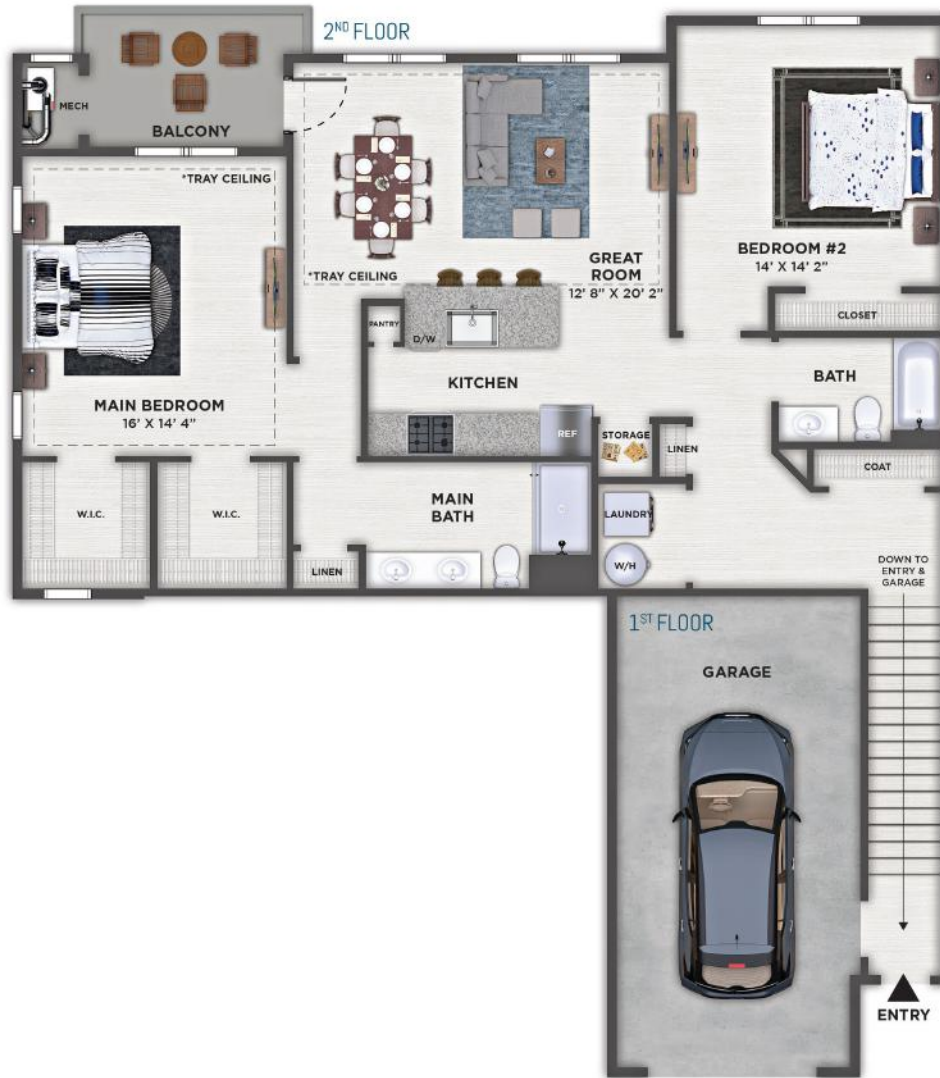 2ND FLOOR
MECH
BALCONY
*TRAY CEILING
*TRAY CEILING
GREAT
ROOM
12' 8" X 20' 2"
BEDROOM #2
14' X 14' 2"
CLOSET
PANTRY
D/W
KITCHEN
REF
BATH
MAIN BEDROOM
16' X 14' 4"
STORAGE
LINEN
COAT
W.I.C.
W.I.C.
MAIN
BATH
LINEN
LAUNDRY
W/H
DOWN TO
ENTRY &
GARAGE
1ST FLOOR
GARAGE
ENTRY